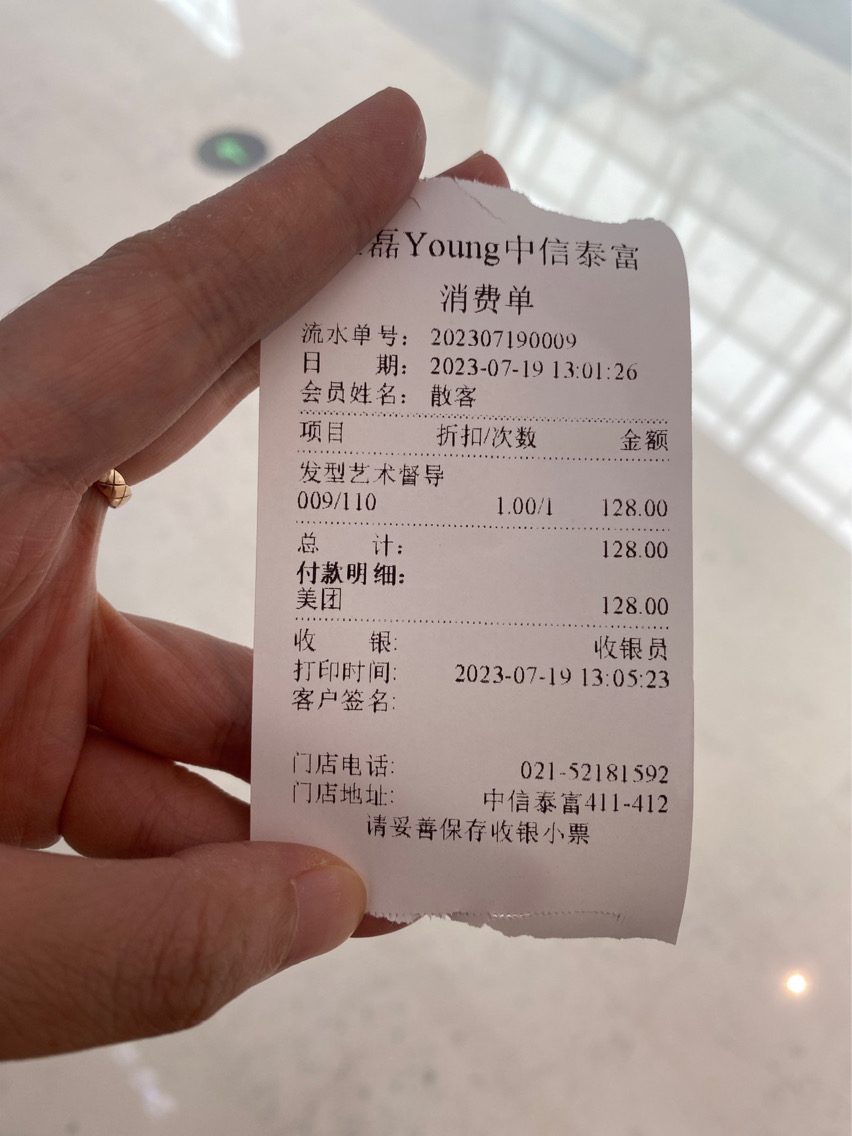 磊Young中信泰富
消费单
流水单号： 202307190009
日 期： 2023-07-19 13:01:26
会员姓名： 散客
项目 折扣/次数 金额
发型艺术督导
009/110 1.00/1 128.00
总 计： 128.00
付款明细：
美团 128.00
收 银: 收银员
打印时间: 2023-07-19 13:05:23
客户签名:
门店电话: 021-52181592
门店地址: 中信泰富411-412
请妥善保存收银小票